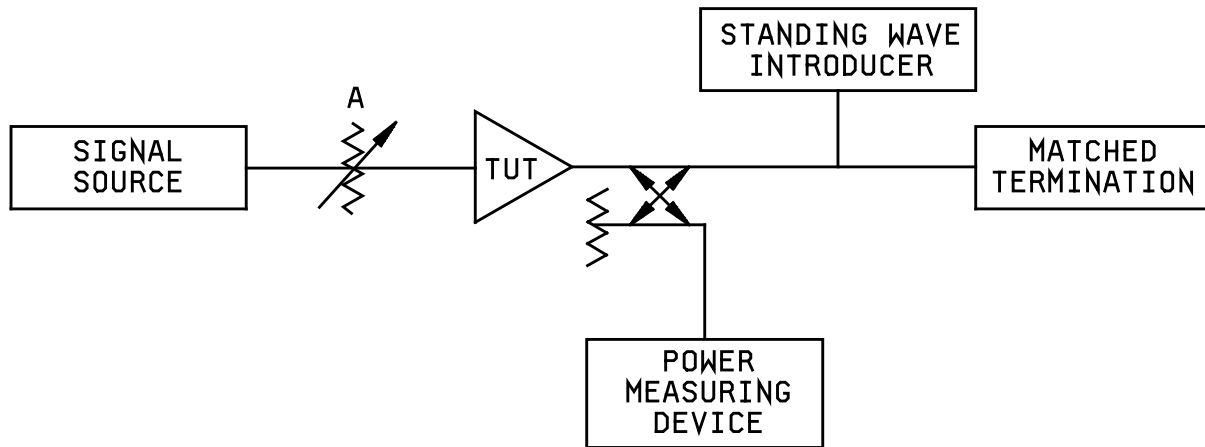 STANDING WAVE
INTRODUCER
A
SIGNAL
SOURCE
TUT
MATCHED
TERMINATION
POWER
MEASURING
DEVICE